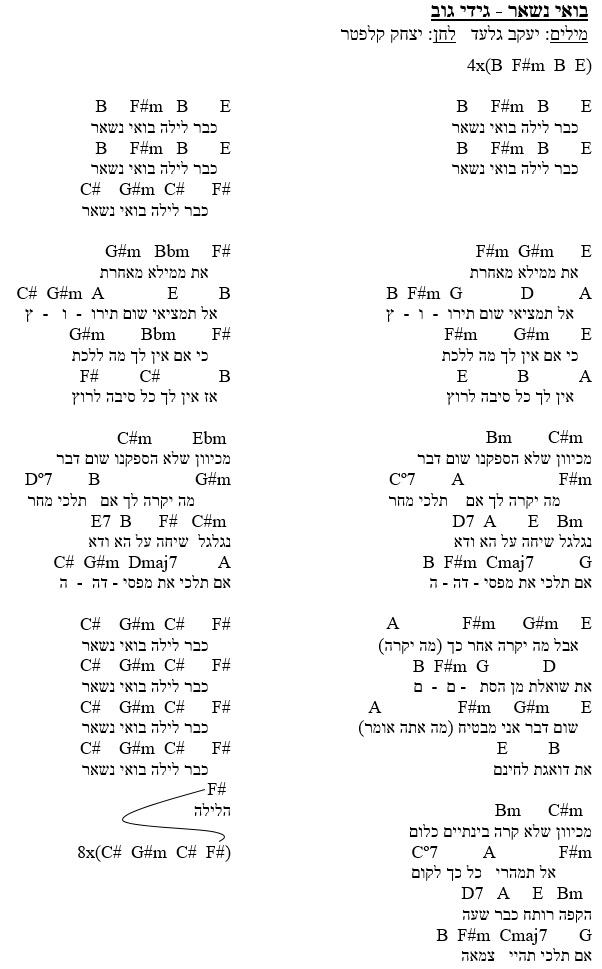 בואי נשאר - גידי גוב
מילים: יעקב גלעד לחן: יצחק קלפטר
4x(B F#m B E)
B F#m B E
כבר לילה בואי נשאר
B F#m B E
כבר לילה בואי נשאר
F#m G#m E
את ממילא מאחרת
B F#m G D A
אל תמציאי שום תירו - ו - ץ
F#m G#m E
כי אם אין לך מה ללכת
E B A
אין לך כל סיבה לרוץ
Bm C#m
מכיוון שלא הספקנו שום דבר
Cº7 A F#m
מה יקרה לך אם תלכי מחר
D7 A E Bm
נגלגל שיחה על הא ודא
B F#m Cmaj7 G
אם תלכי את מפסי - דה - ה
A F#m G#m E
אבל מה יקרה אחר כך (מה יקרה)
B F#m G D
את שואלת מן הסת - ם - ם
A F#m G#m E
שום דבר אני מבטיח (מה אתה אומר)
E B
את דואגת לחינם
Bm C#m
מכיוון שלא קרה בינתיים כלום
Cº7 A F#m
אל תמהרי כל כך לקום
D7 A E Bm
הקפה רותח כבר שעה
B F#m Cmaj7 G
אם תלכי תהיי צמאה
B F#m B E
כבר לילה בואי נשאר
B F#m B E
כבר לילה בואי נשאר
C# G#m C# F#
כבר לילה בואי נשאר
G#m Bbm F#
את ממילא מאחרת
C# G#m A E B
אל תמציאי שום תירו - ו - ץ
G#m Bbm F#
כי אם אין לך מה ללכת
F# C# B
אז אין לך כל סיבה לרוץ
C#m Ebm
מכיוון שלא הספקנו שום דבר
Dº7 B G#m
מה יקרה לך אם תלכי מחר
E7 B F# C#m
נגלגל שיחה על הא ודא
C# G#m Dmaj7 A
אם תלכי את מפסי - דה - ה
C# G#m C# F#
כבר לילה בואי נשאר
C# G#m C# F#
כבר לילה בואי נשאר
C# G#m C# F#
כבר לילה בואי נשאר
C# G#m C# F#
כבר לילה בואי נשאר
F#
הלילה
8x(C# G#m C# F#)